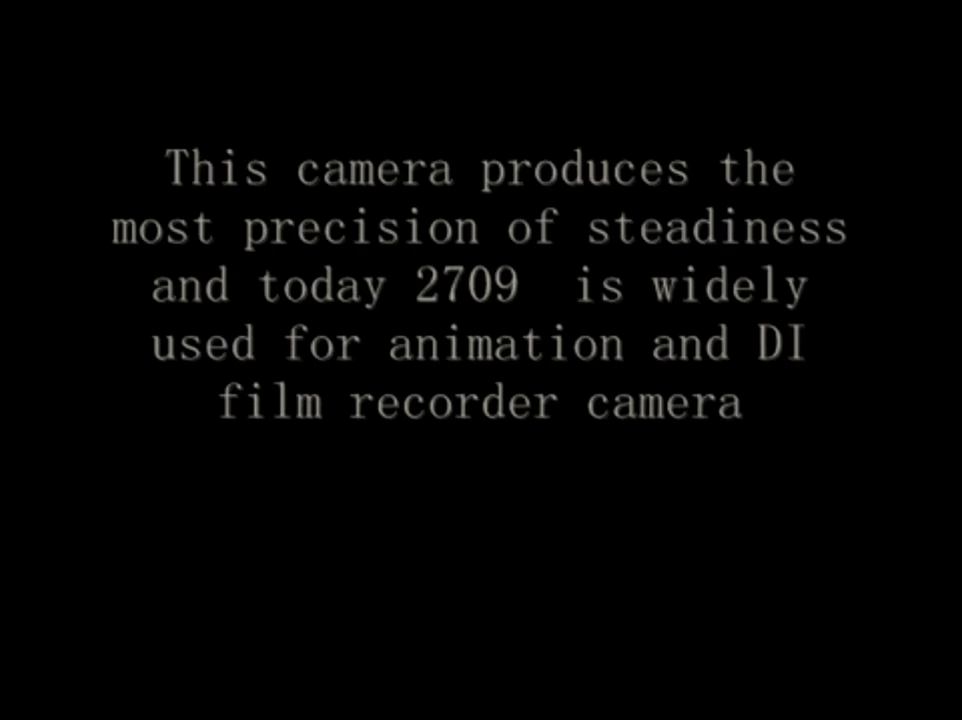 This camera produces the
most precision of steadiness
and today 2709  is widely
used for animation and DI
film recorder camera